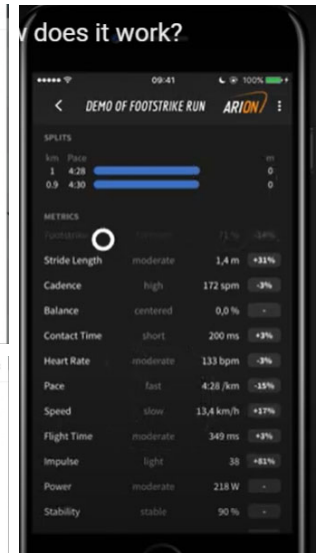 does it work?
09:41 100%
DEMO OF FOOTSTRIKE RUN ARION
SPLITS
km Pace m
1 4:28 0
0.9 4:30 0
METRICS
Footstrike 71 % -14%
Stride Length moderate 1,4 m +31%
Cadence high 172 spm -3%
Balance centered 0,0 % -
Contact Time short 200 ms +3%
Heart Rate moderate 133 bpm -3%
Pace fast 4:28 /km -15%
Speed slow 13,4 km/h +17%
Flight Time moderate 349 ms +3%
Impulse light 38 +81%
Power moderate 218 W -
Stability stable 90 % -